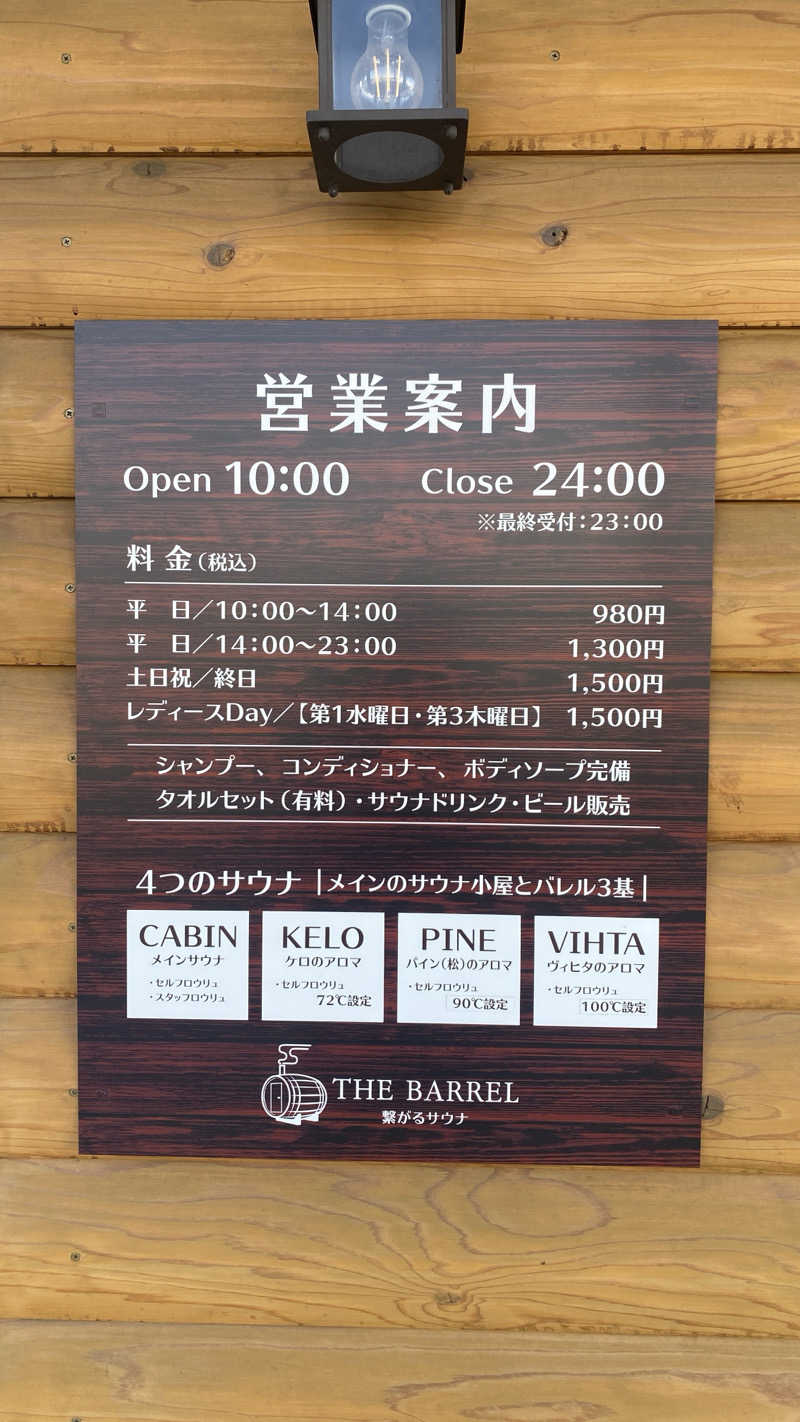 営業案内
Open 10:00 Close 24:00
※最終受付：23：00
料 金（税込）
平　日／10：00〜14：00 980円
平　日／14：00〜23：00 1,300円
土日祝／終日 1,500円
レディースDay／【第1水曜日・第3木曜日】 1,500円
シャンプー、コンディショナー、ボディソープ完備
タオルセット（有料）・サウナドリンク・ビール販売
4つのサウナ｜メインのサウナ小屋とバレル3基｜
CABIN
メインサウナ
・セルフロウリュ
・スタッフロウリュ
KELO
ケロのアロマ
・セルフロウリュ
72℃設定
PINE
パイン（松）のアロマ
・セルフロウリュ
90℃設定
VIHTA
ヴィヒタのアロマ
・セルフロウリュ
100℃設定
THE BARREL
繋がるサウナ